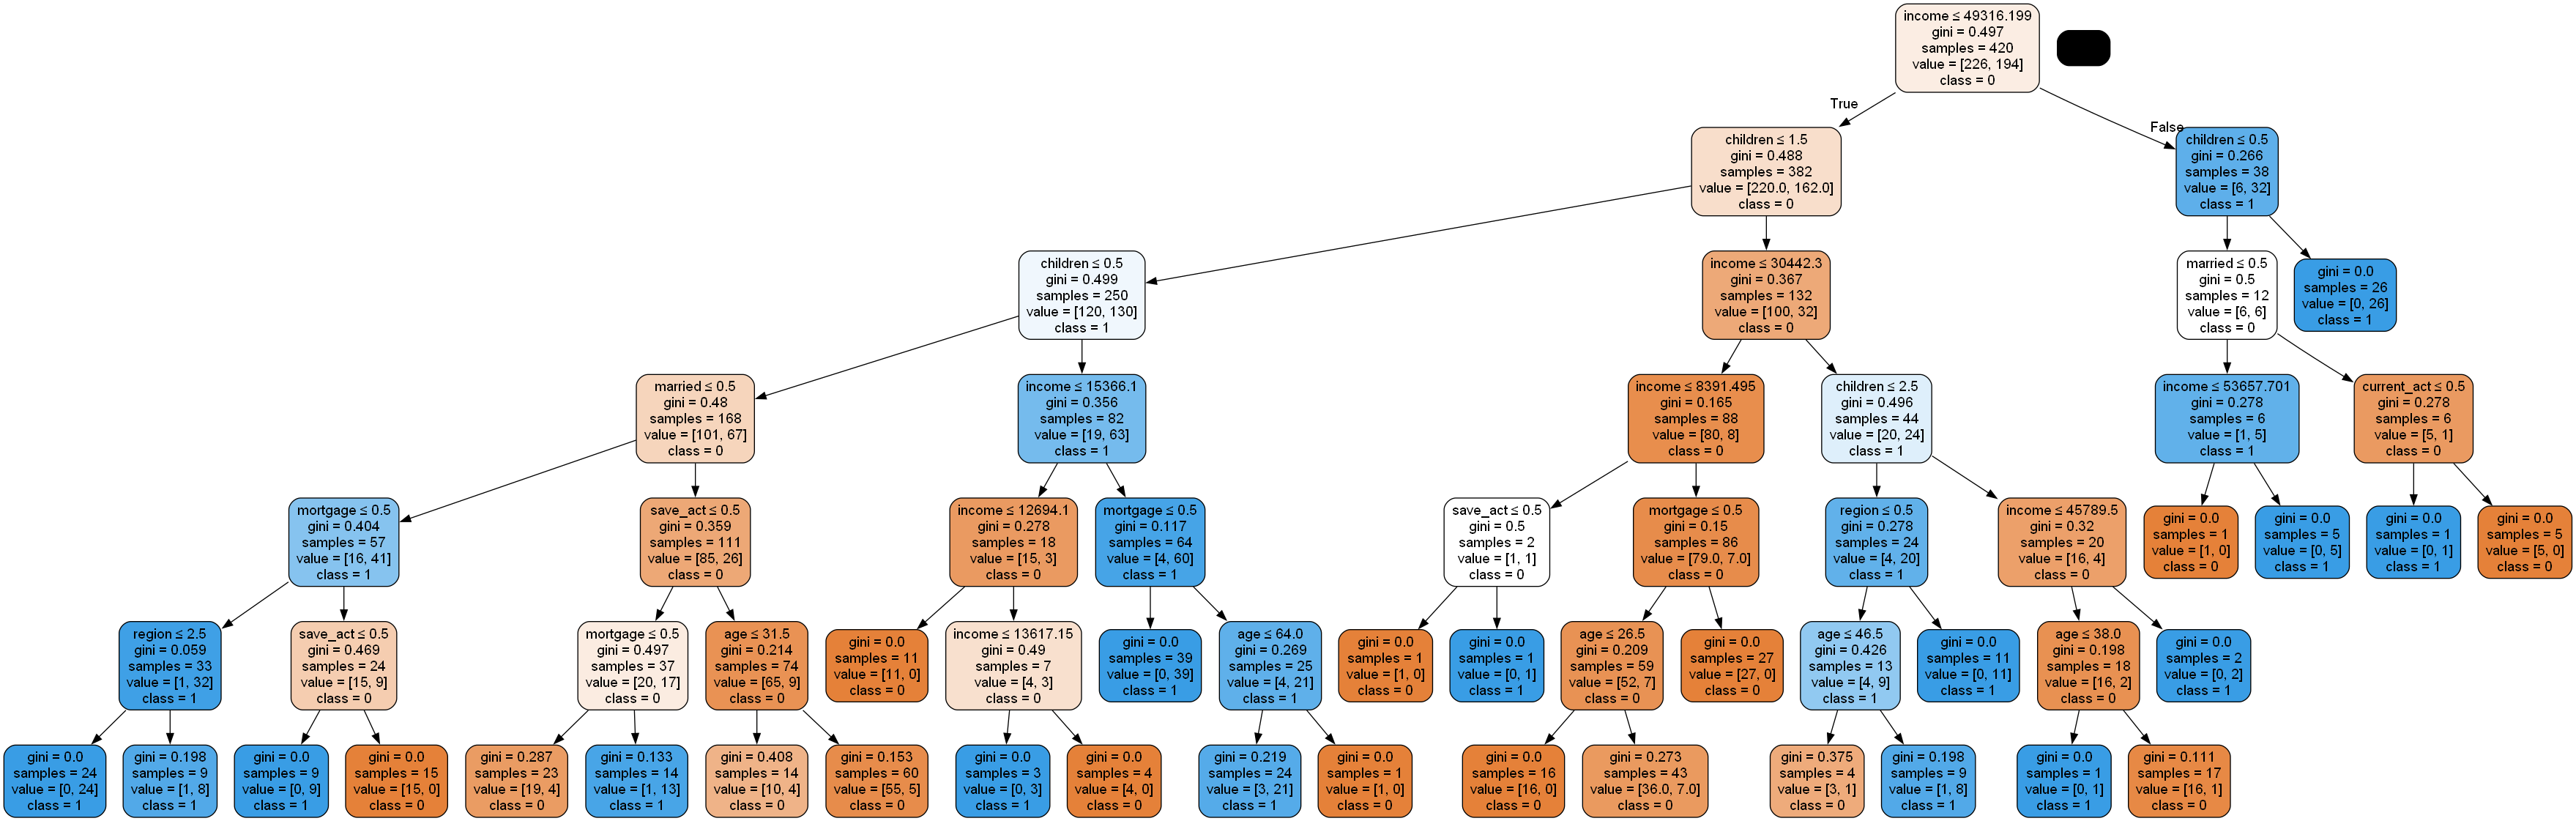 income ≤ 49316.199
gini = 0.497
samples = 420
value = [226, 194]
class = 0
True
False
children ≤ 1.5
gini = 0.488
samples = 382
value = [220.0, 162.0]
class = 0
children ≤ 0.5
gini = 0.266
samples = 38
value = [6, 32]
class = 1
children ≤ 0.5
gini = 0.499
samples = 250
value = [120, 130]
class = 1
income ≤ 30442.3
gini = 0.367
samples = 132
value = [100, 32]
class = 0
married ≤ 0.5
gini = 0.5
samples = 12
value = [6, 6]
class = 0
gini = 0.0
samples = 26
value = [0, 26]
class = 1
married ≤ 0.5
gini = 0.48
samples = 168
value = [101, 67]
class = 0
income ≤ 15366.1
gini = 0.356
samples = 82
value = [19, 63]
class = 1
income ≤ 8391.495
gini = 0.165
samples = 88
value = [80, 8]
class = 0
children ≤ 2.5
gini = 0.496
samples = 44
value = [20, 24]
class = 1
income ≤ 53657.701
gini = 0.278
samples = 6
value = [1, 5]
class = 1
current_act ≤ 0.5
gini = 0.278
samples = 6
value = [5, 1]
class = 0
mortgage ≤ 0.5
gini = 0.404
samples = 57
value = [16, 41]
class = 1
save_act ≤ 0.5
gini = 0.359
samples = 111
value = [85, 26]
class = 0
income ≤ 12694.1
gini = 0.278
samples = 18
value = [15, 3]
class = 0
mortgage ≤ 0.5
gini = 0.117
samples = 64
value = [4, 60]
class = 1
save_act ≤ 0.5
gini = 0.5
samples = 2
value = [1, 1]
class = 0
mortgage ≤ 0.5
gini = 0.15
samples = 86
value = [79.0, 7.0]
class = 0
region ≤ 0.5
gini = 0.278
samples = 24
value = [4, 20]
class = 1
income ≤ 45789.5
gini = 0.32
samples = 20
value = [16, 4]
class = 0
gini = 0.0
samples = 1
value = [1, 0]
class = 0
gini = 0.0
samples = 5
value = [0, 5]
class = 1
gini = 0.0
samples = 1
value = [0, 1]
class = 1
gini = 0.0
samples = 5
value = [5, 0]
class = 0
region ≤ 2.5
gini = 0.059
samples = 33
value = [1, 32]
class = 1
save_act ≤ 0.5
gini = 0.469
samples = 24
value = [15, 9]
class = 0
mortgage ≤ 0.5
gini = 0.497
samples = 37
value = [20, 17]
class = 0
age ≤ 31.5
gini = 0.214
samples = 74
value = [65, 9]
class = 0
gini = 0.0
samples = 11
value = [11, 0]
class = 0
income ≤ 13617.15
gini = 0.49
samples = 7
value = [4, 3]
class = 0
gini = 0.0
samples = 39
value = [0, 39]
class = 1
age ≤ 64.0
gini = 0.269
samples = 25
value = [4, 21]
class = 1
gini = 0.0
samples = 1
value = [1, 0]
class = 0
gini = 0.0
samples = 1
value = [0, 1]
class = 1
age ≤ 26.5
gini = 0.209
samples = 59
value = [52, 7]
class = 0
gini = 0.0
samples = 27
value = [27, 0]
class = 0
age ≤ 46.5
gini = 0.426
samples = 13
value = [4, 9]
class = 1
gini = 0.0
samples = 11
value = [0, 11]
class = 1
age ≤ 38.0
gini = 0.198
samples = 18
value = [16, 2]
class = 0
gini = 0.0
samples = 2
value = [0, 2]
class = 1
gini = 0.0
samples = 24
value = [0, 24]
class = 1
gini = 0.198
samples = 9
value = [1, 8]
class = 1
gini = 0.0
samples = 9
value = [0, 9]
class = 1
gini = 0.0
samples = 15
value = [15, 0]
class = 0
gini = 0.287
samples = 23
value = [19, 4]
class = 0
gini = 0.133
samples = 14
value = [1, 13]
class = 1
gini = 0.408
samples = 14
value = [10, 4]
class = 0
gini = 0.153
samples = 60
value = [55, 5]
class = 0
gini = 0.0
samples = 3
value = [0, 3]
class = 1
gini = 0.0
samples = 4
value = [4, 0]
class = 0
gini = 0.219
samples = 24
value = [3, 21]
class = 1
gini = 0.0
samples = 1
value = [1, 0]
class = 0
gini = 0.0
samples = 16
value = [16, 0]
class = 0
gini = 0.273
samples = 43
value = [36.0, 7.0]
class = 0
gini = 0.375
samples = 4
value = [3, 1]
class = 0
gini = 0.198
samples = 9
value = [1, 8]
class = 1
gini = 0.0
samples = 1
value = [0, 1]
class = 1
gini = 0.111
samples = 17
value = [16, 1]
class = 0